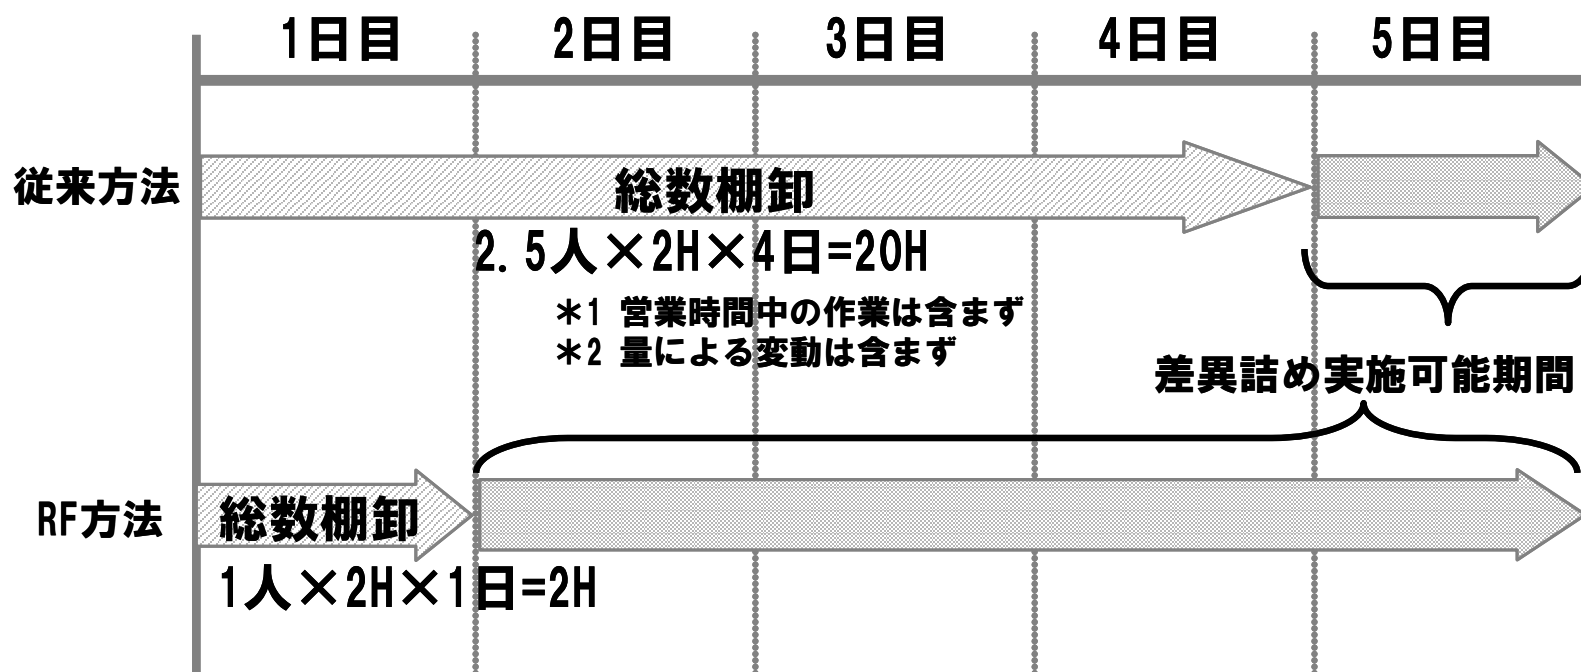 1日目 2日目 3日目 4日目 5日目
従来方法
総数棚卸
2.5人×2H×4日=20H
*1 営業時間中の作業は含まず
*2 量による変動は含まず
差異詰め実施可能期間
RF方法
総数棚卸
1人×2H×1日=2H